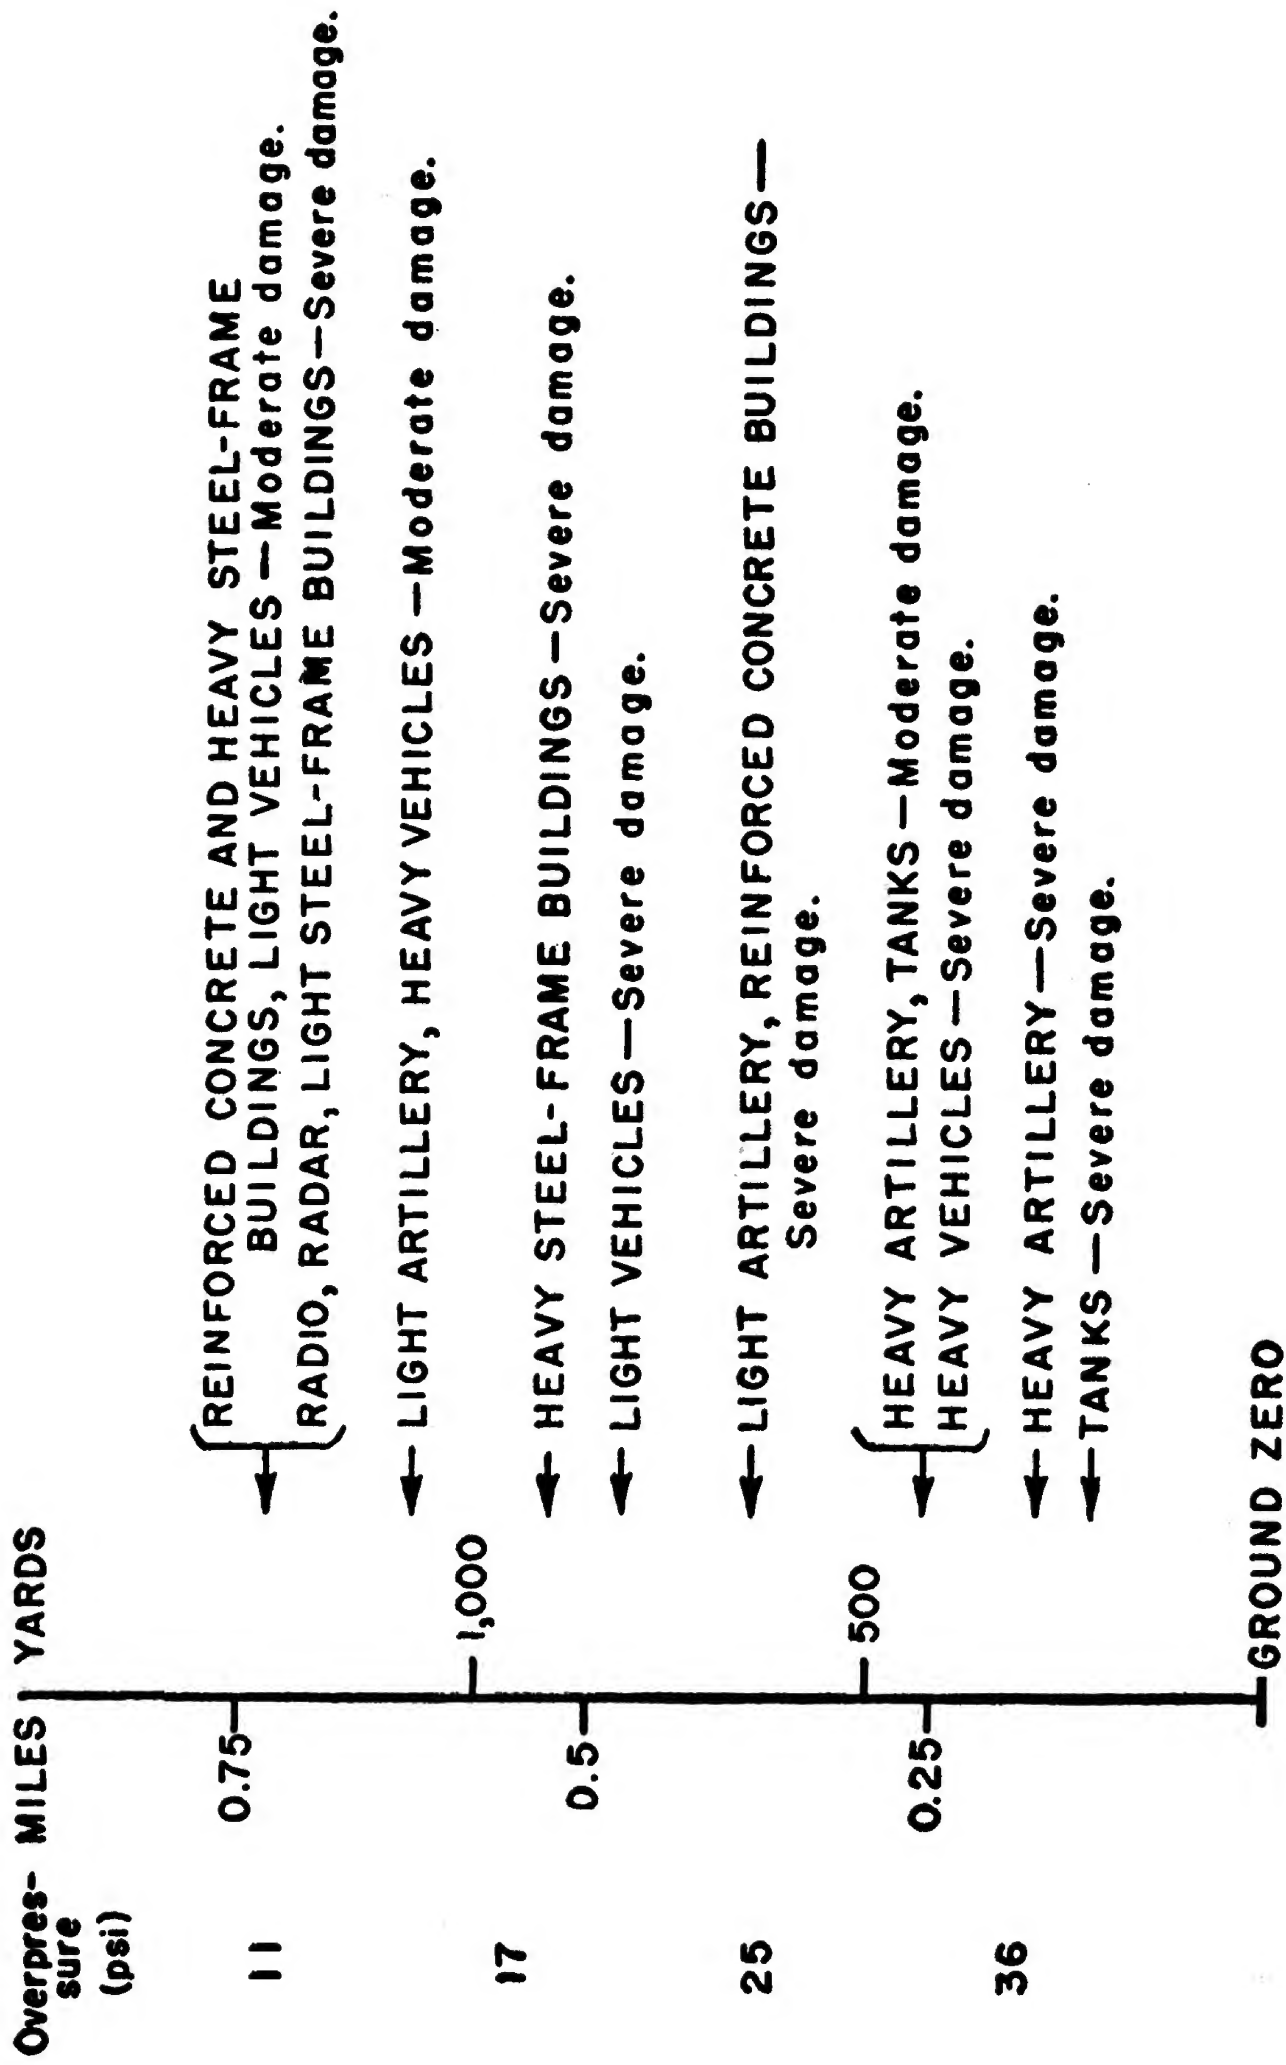 Overpres- MILES YARDS
sure
(psi)
11
0.75
REINFORCED CONCRETE AND HEAVY STEEL-FRAME
BUILDINGS, LIGHT VEHICLES—Moderate damage.
RADIO, RADAR, LIGHT STEEL-FRAME BUILDINGS—Severe damage.
LIGHT ARTILLERY, HEAVY VEHICLES—Moderate damage.
1,000
17
HEAVY STEEL-FRAME BUILDINGS—Severe damage.
0.5
LIGHT VEHICLES—Severe damage.
25
LIGHT ARTILLERY, REINFORCED CONCRETE BUILDINGS—
Severe damage.
500
HEAVY ARTILLERY, TANKS—Moderate damage.
0.25
HEAVY VEHICLES—Severe damage.
36
HEAVY ARTILLERY—Severe damage.
TANKS—Severe damage.
GROUND ZERO